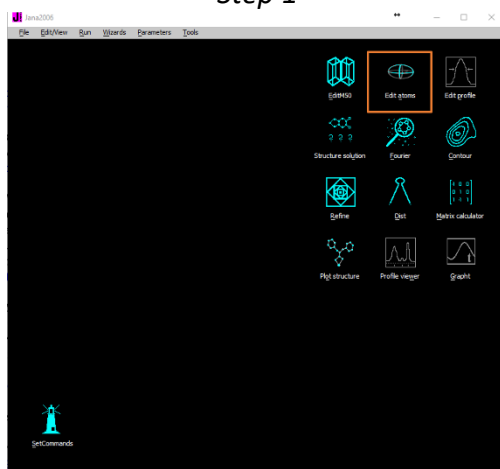 Step 1
Jana2006
File Edit/View Run Wizards Parameters Tools
EditM50 Edit atoms Edit profile
Structure solution Fourier Contour
Refine Dist Matrix calculator
Plot structure Profile viewer Grapht
SetCommands